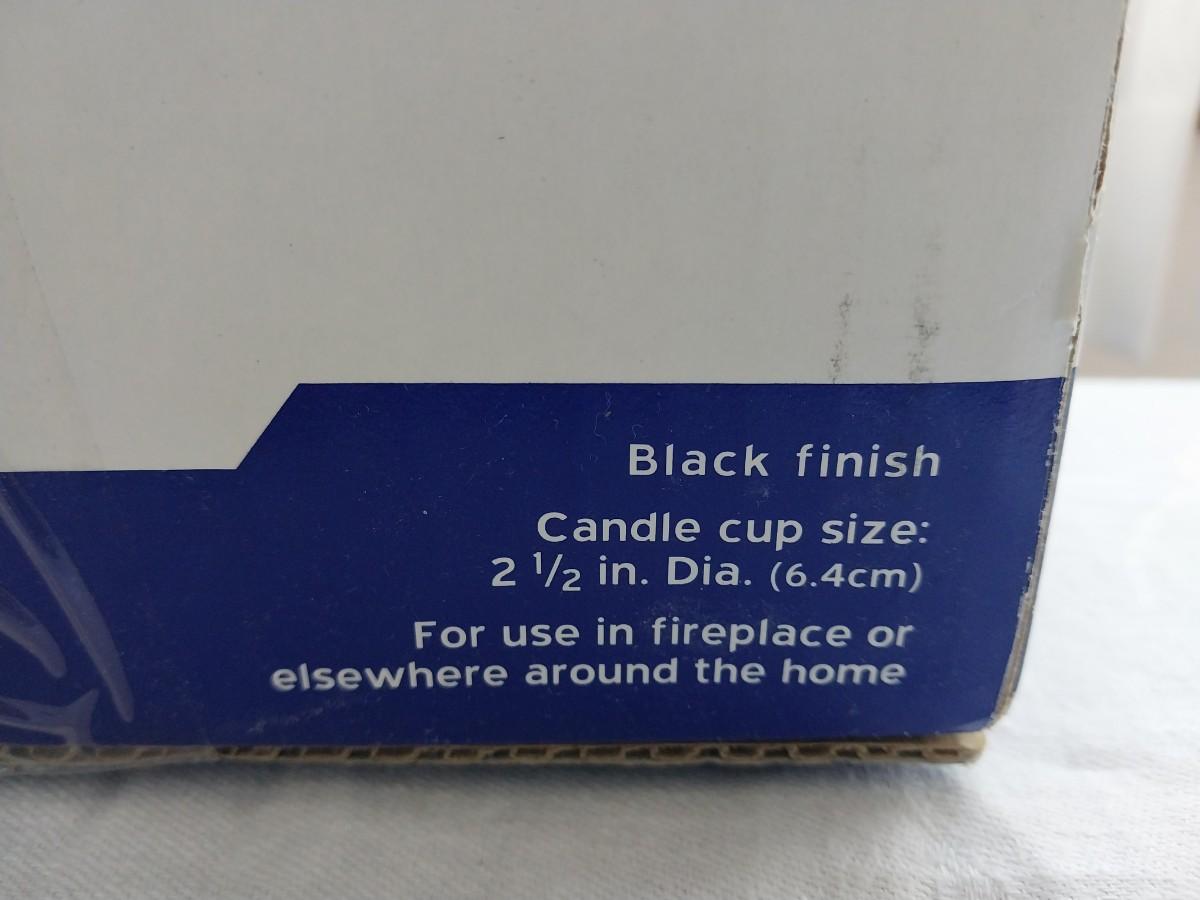 Black finish
Candle cup size:
2 1/2 in. Dia. (6.4cm)
For use in fireplace or
elsewhere around the home